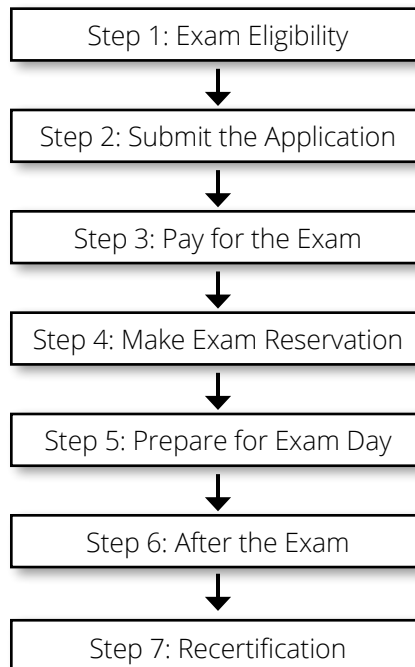 Step 1: Exam Eligibility
Step 2: Submit the Application
Step 3: Pay for the Exam
Step 4: Make Exam Reservation
Step 5: Prepare for Exam Day
Step 6: After the Exam
Step 7: Recertification